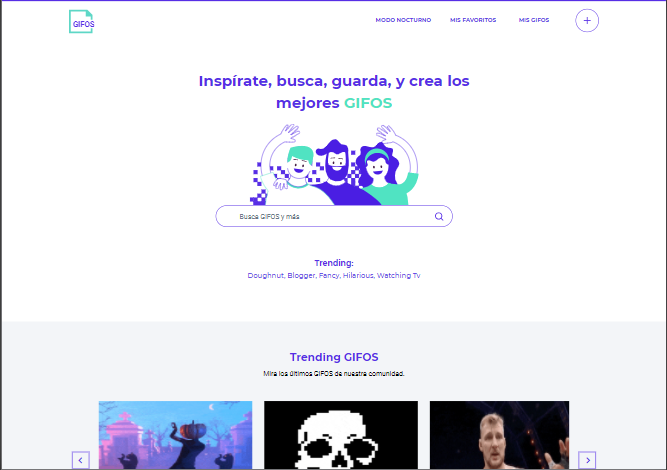 GIFOS
MODO NOCTURNO
MIS FAVORITOS
MIS GIFOS
Inspírate, busca, guarda, y crea los
mejores GIFOS
Busca GIFOS y más
Trending:
Doughnut, Blogger, Fancy, Hilarious, Watching Tv
Trending GIFOS
Mira los últimos GIFOS de nuestra comunidad.